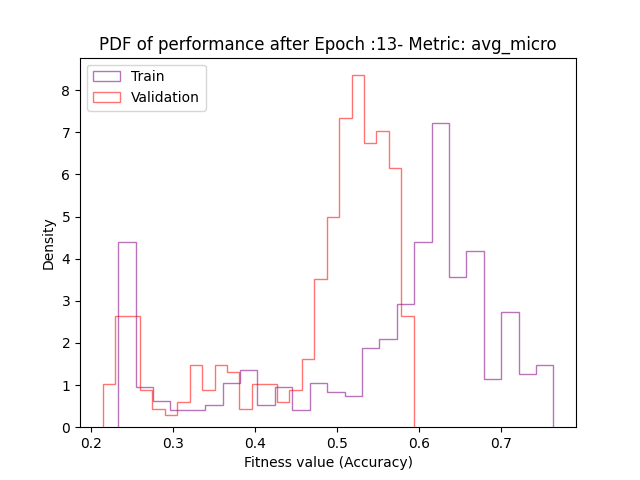 PDF of performance after Epoch :13- Metric: avg_micro
Train
Validation
8
7
6
5
4
3
2
1
0
Density
0.2 0.3 0.4 0.5 0.6 0.7
Fitness value (Accuracy)